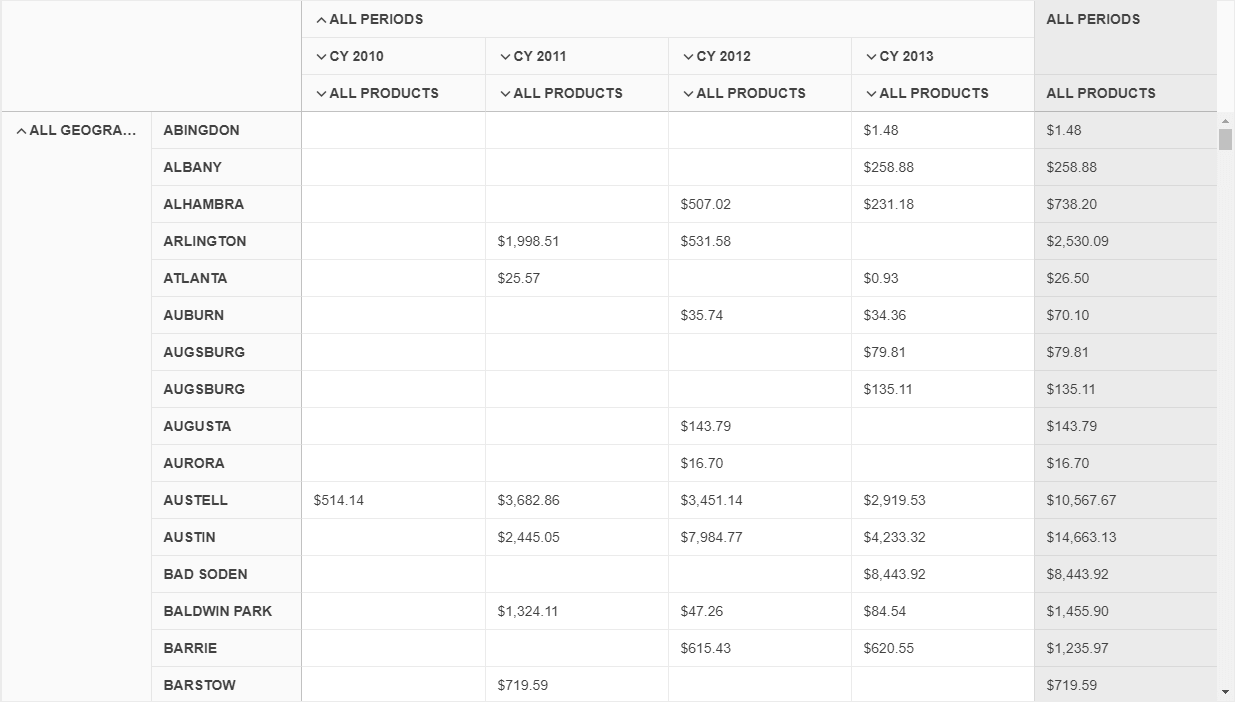 ALL PERIODS ALL PERIODS
CY 2010 CY 2011 CY 2012 CY 2013
ALL PRODUCTS ALL PRODUCTS ALL PRODUCTS ALL PRODUCTS ALL PRODUCTS
ALL GEOGRA... ABINGDON $1.48 $1.48
ALBANY $258.88 $258.88
ALHAMBRA $507.02 $231.18 $738.20
ARLINGTON $1,998.51 $531.58 $2,530.09
ATLANTA $25.57 $0.93 $26.50
AUBURN $35.74 $34.36 $70.10
AUGSBURG $79.81 $79.81
AUGSBURG $135.11 $135.11
AUGUSTA $143.79 $143.79
AURORA $16.70 $16.70
AUSTELL $514.14 $3,682.86 $3,451.14 $2,919.53 $10,567.67
AUSTIN $2,445.05 $7,984.77 $4,233.32 $14,663.13
BAD SODEN $8,443.92 $8,443.92
BALDWIN PARK $1,324.11 $47.26 $84.54 $1,455.90
BARRIE $615.43 $620.55 $1,235.97
BARSTOW $719.59 $719.59